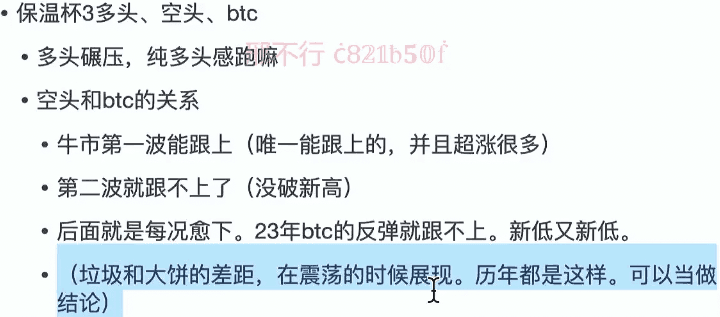 • 保温杯3多头、空头、btc
• 多头碾压，纯多头感跑嘛
• 空头和btc的关系
• 牛市第一波能跟上（唯一能跟上的，并且超涨很多）
• 第二波就跟不上了（没破新高）
• 后面就是每况愈下。23年btc的反弹就跟不上。新低又新低。
• （垃圾和大饼的差距，在震荡的时候展现。历年都是这样。可以当做
结论）
不行 c821b50f